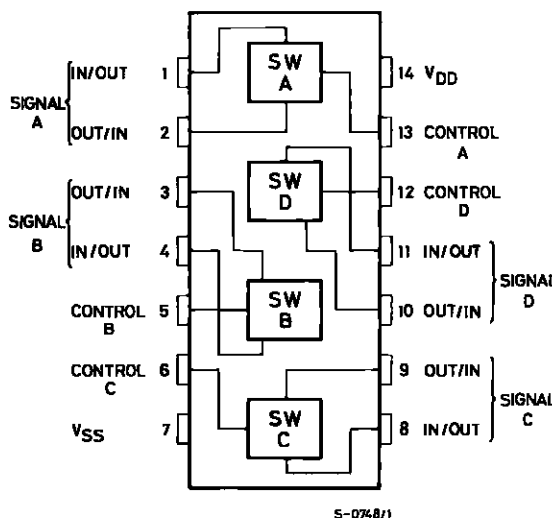 IN/OUT 1
SIGNAL A
OUT/IN 2
OUT/IN 3
SIGNAL B
IN/OUT 4
CONTROL B 5
CONTROL C 6
VSS 7
SW A
SW D
SW B
SW C
14 VDD
13 CONTROL A
12 CONTROL D
11 IN/OUT
SIGNAL D
10 OUT/IN
9 OUT/IN
SIGNAL C
8 IN/OUT
S-0748/1